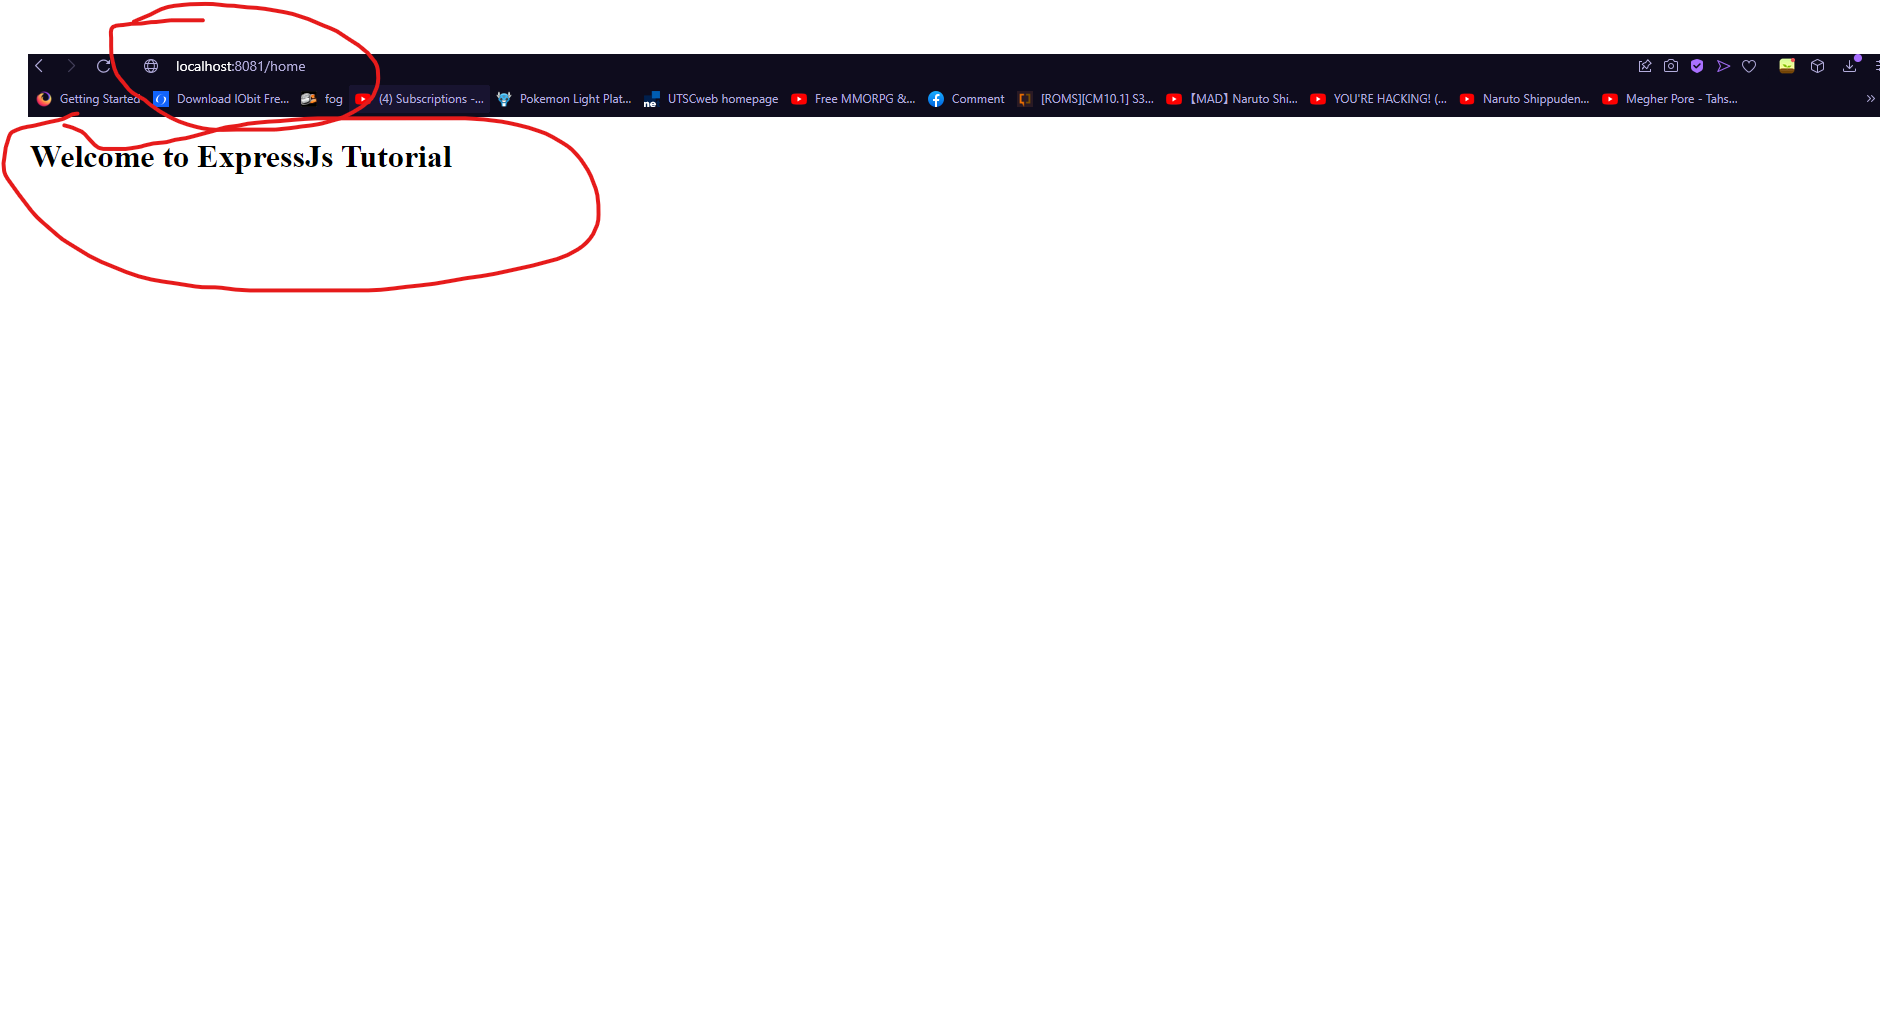 localhost:8081/home
Getting Started Download IObit Fre... fog (4) Subscriptions -... Pokemon Light Plat... UTSCweb homepage Free MMORPG &... Comment [ROMS][CM10.1] S3... 【MAD】Naruto Shi... YOU'RE HACKING! (... Naruto Shippuden... Megher Pore - Tahs...
Welcome to ExpressJs Tutorial